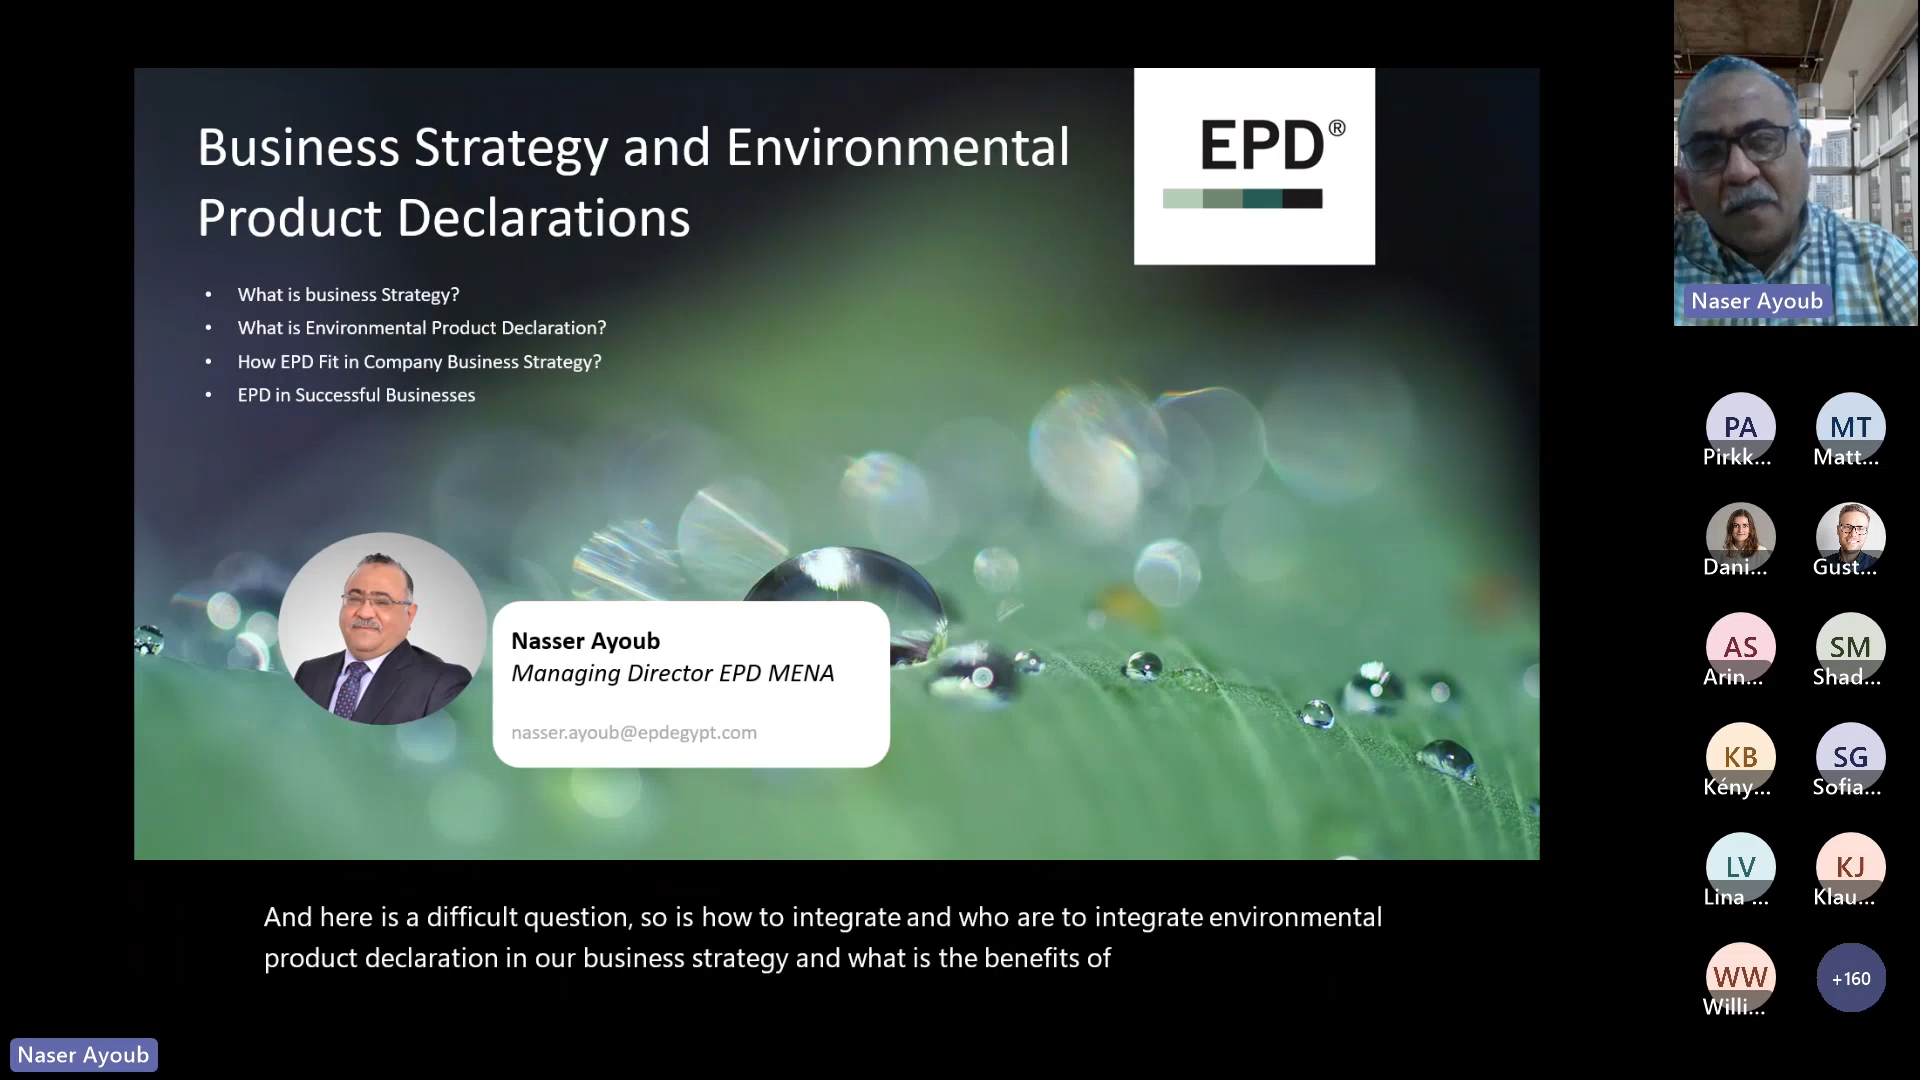 Business Strategy and Environmental
Product Declarations
EPD®
• What is business Strategy?
• What is Environmental Product Declaration?
• How EPD Fit in Company Business Strategy?
• EPD in Successful Businesses
Nasser Ayoub
Managing Director EPD MENA
nasser.ayoub@epdegypt.com
And here is a difficult question, so is how to integrate and who are to integrate environmental
product declaration in our business strategy and what is the benefits of
Naser Ayoub
Naser Ayoub
PA
Pirkk...
MT
Matt...
Dani...
Gust...
AS
Arin...
SM
Shad...
KB
Kény...
SG
Sofia...
LV
Lina ...
KJ
Klau...
WW
Willi...
+160